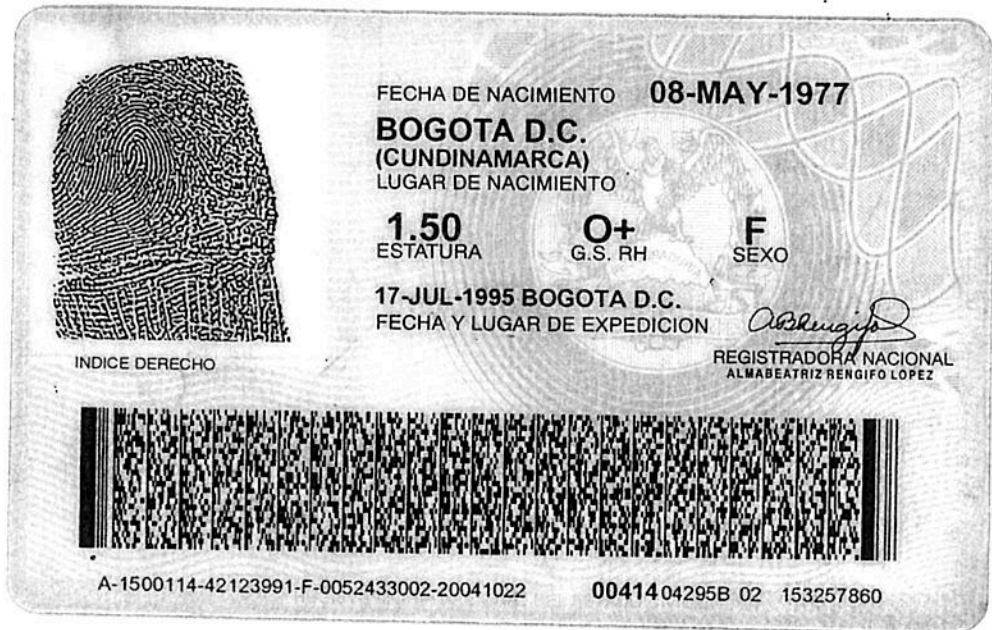 FECHA DE NACIMIENTO 08-MAY-1977
BOGOTA D.C.
(CUNDINAMARCA)
LUGAR DE NACIMIENTO
1.50 O+ F
ESTATURA G.S. RH SEXO
17-JUL-1995 BOGOTA D.C.
FECHA Y LUGAR DE EXPEDICION
INDICE DERECHO
REGISTRADORA NACIONAL
ALMABEATRIZ RENGIFO LOPEZ
A-1500114-42123991-F-0052433002-20041022 00414 04295B 02 153257860